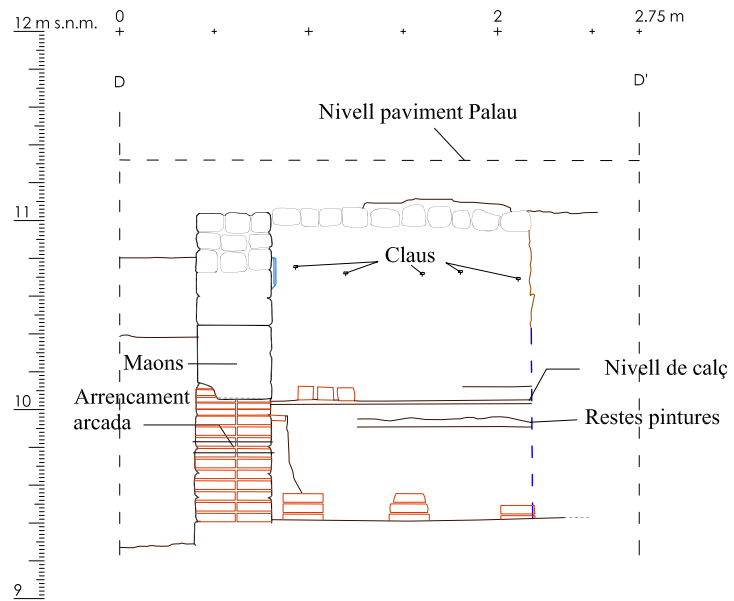 0 2 2.75 m
12 m s.n.m.
D D'
Nivell paviment Palau
11
Claus
Maons
Nivell de calç
Arrencament
arcada
10
Restes pintures
9